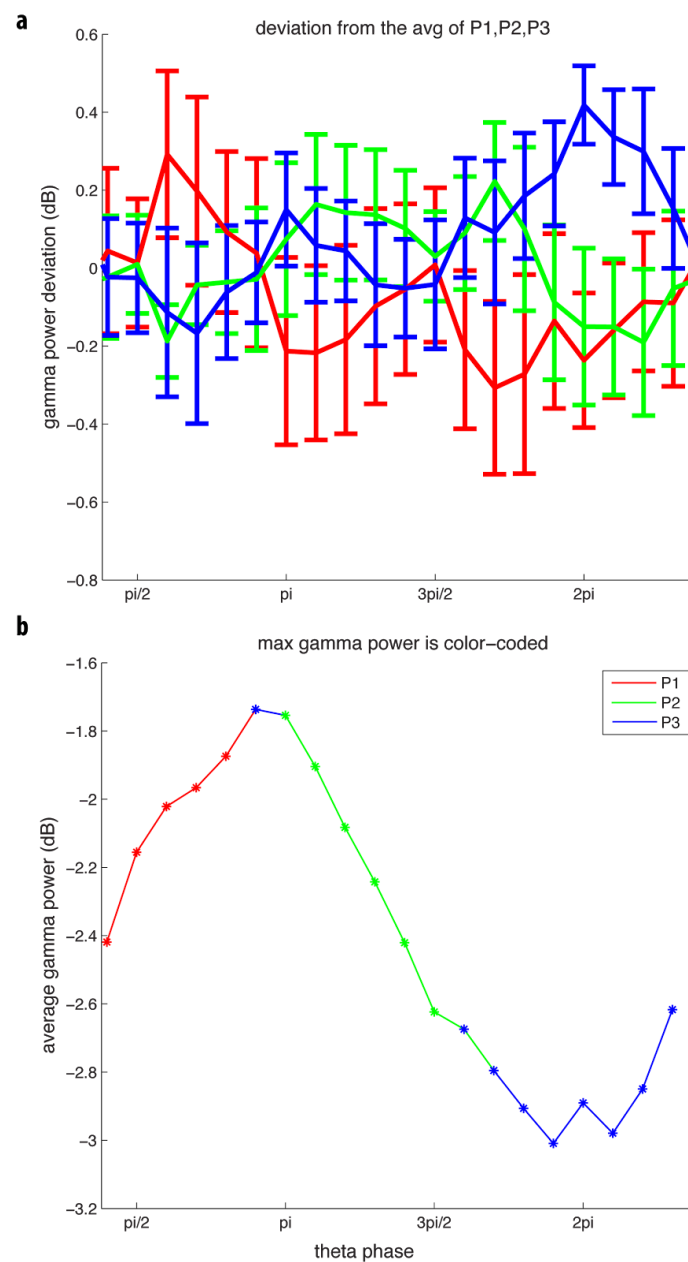 a
deviation from the avg of P1,P2,P3
gamma power deviation (dB)
0.6
0.4
0.2
0
−0.2
−0.4
−0.6
−0.8
pi/2
pi
3pi/2
2pi
b
max gamma power is color−coded
average gamma power (dB)
−1.6
−1.8
−2
−2.2
−2.4
−2.6
−2.8
−3
−3.2
P1
P2
P3
pi/2
pi
3pi/2
2pi
theta phase